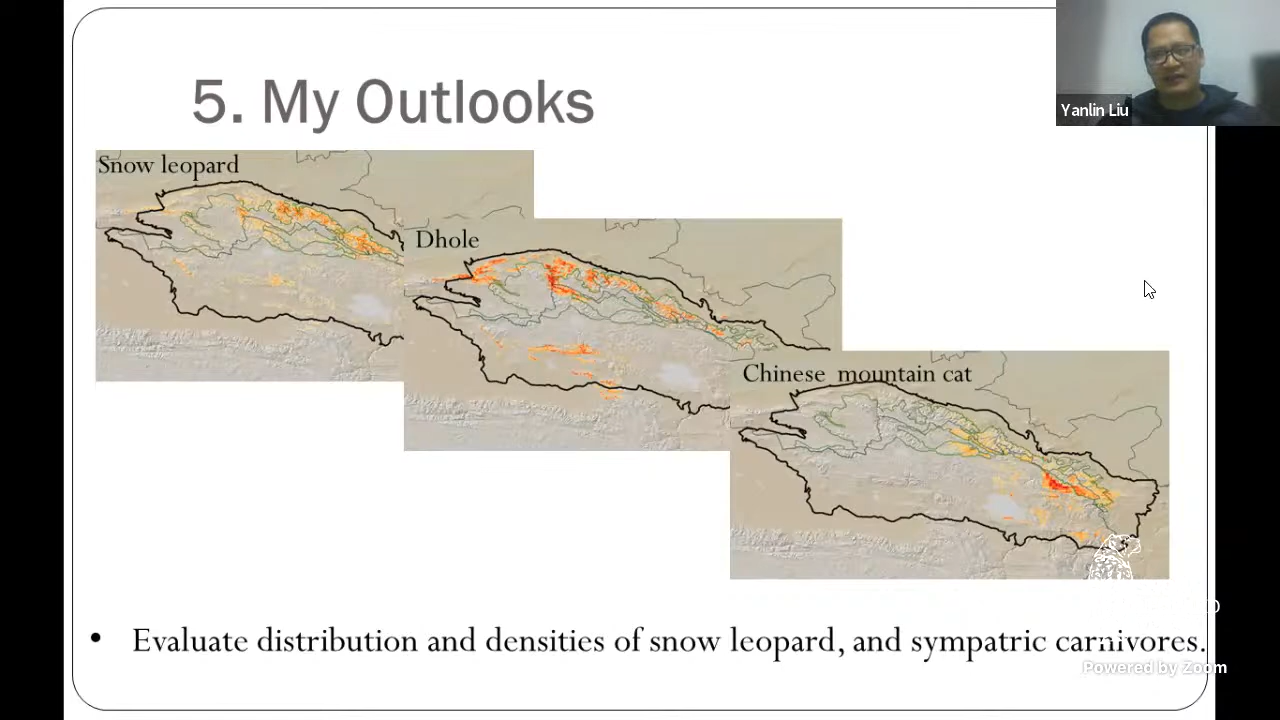 5. My Outlooks
Yanlin Liu
Snow leopard
Dhole
Chinese mountain cat
• Evaluate distribution and densities of snow leopard, and sympatric carnivores.
Powered by Zoom